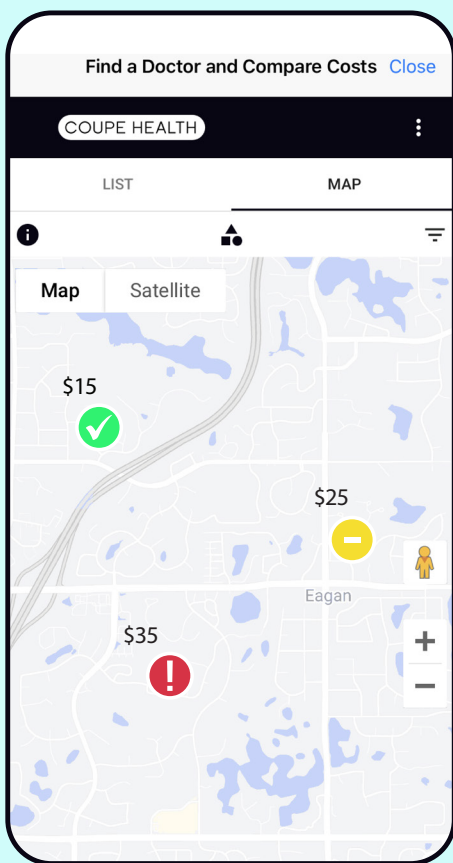 Find a Doctor and Compare Costs Close
COUPE HEALTH
LIST MAP
Map Satellite
$15
$25
Eagan
$35